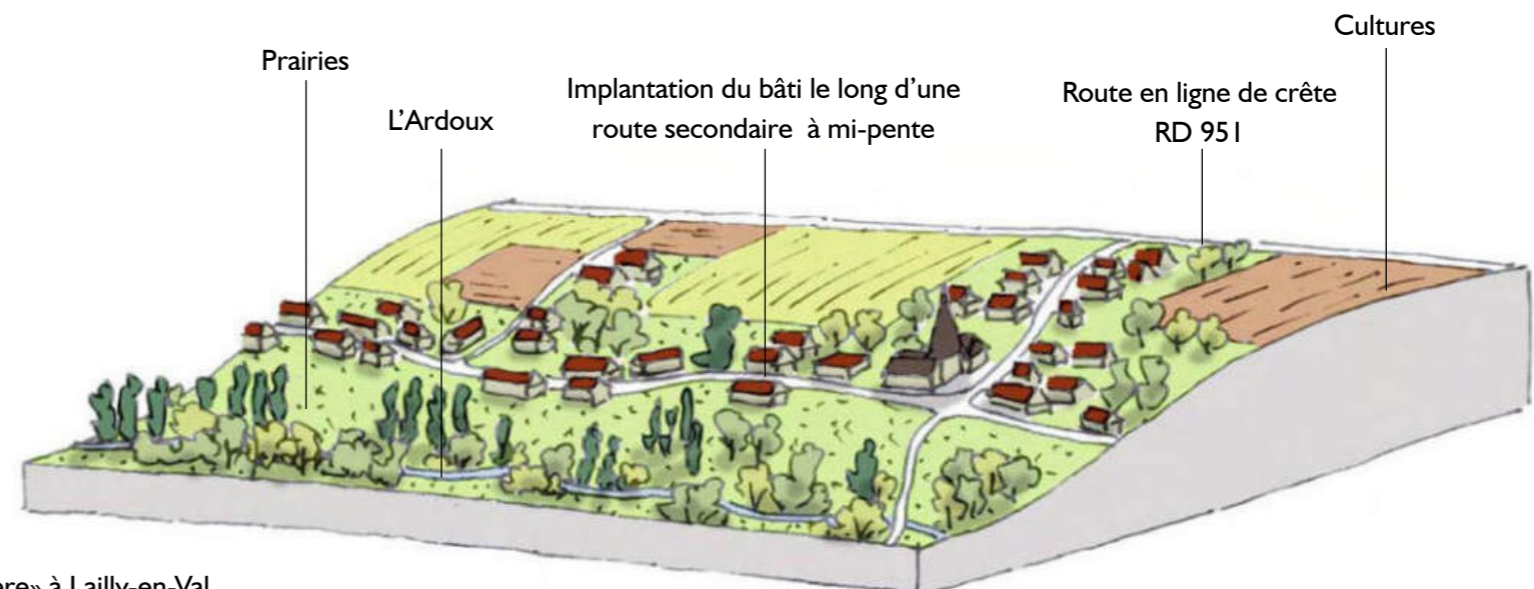 Cultures
Prairies
Implantation du bâti le long d’une
route secondaire à mi-pente
L’Ardoux
Route en ligne de crête
RD 951
à Lailly-en-Val